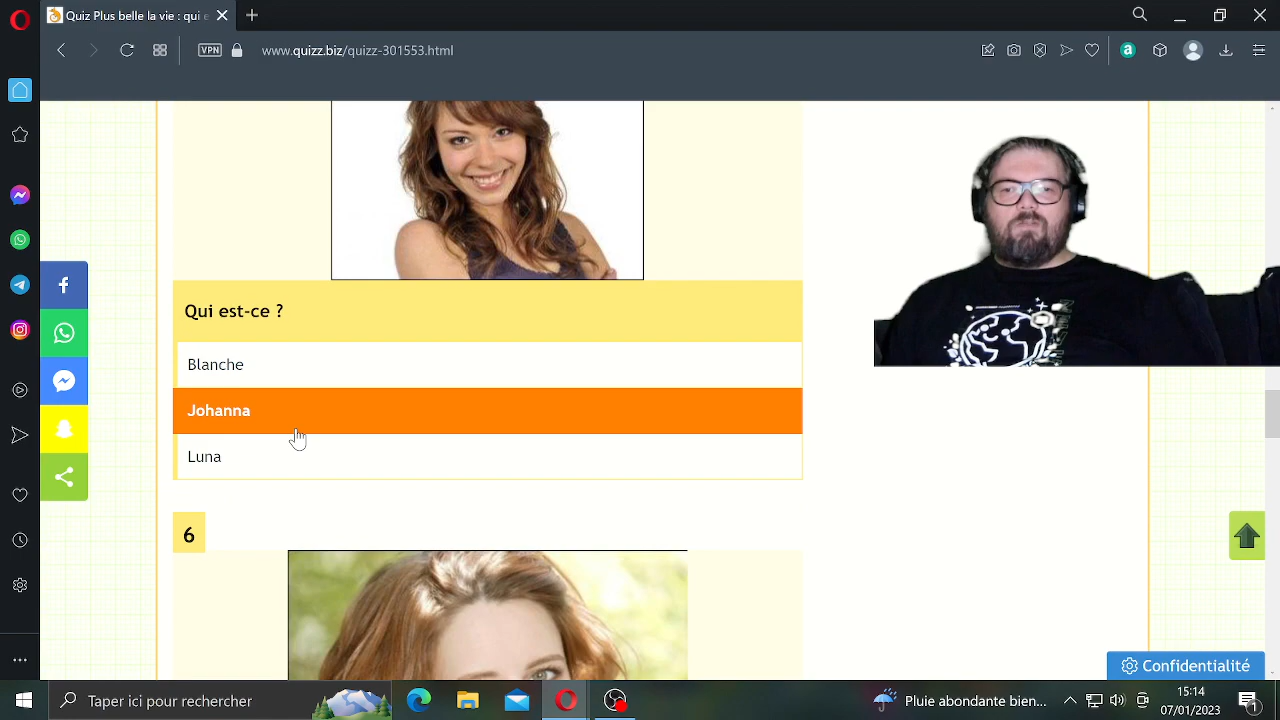 Quiz Plus belle la vie : qui e
VPN
www.quizz.biz/quizz-301553.html
Qui est-ce ?
Blanche
Johanna
Luna
6
Confidentialité
Taper ici pour rechercher
Pluie abondante bien...
15:14
07/01/2023